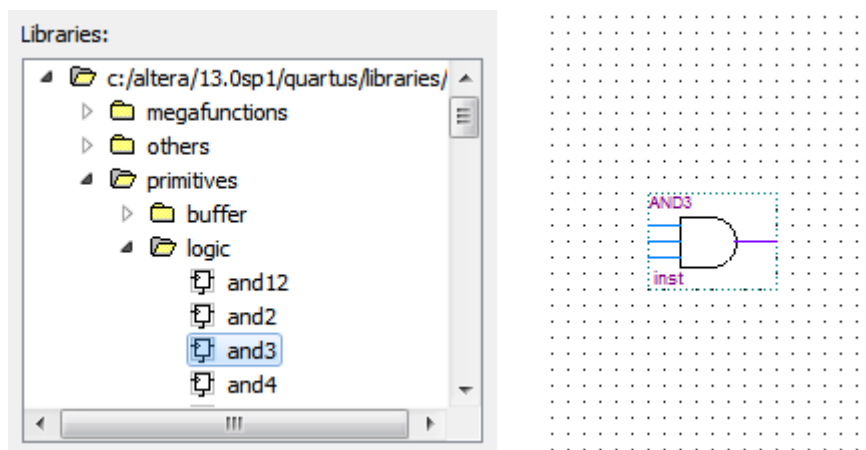 Libraries:
c:/altera/13.0sp1/quartus/libraries/
megafunctions
others
primitives
buffer
logic
and12
and2
and3
and4
AND3
inst